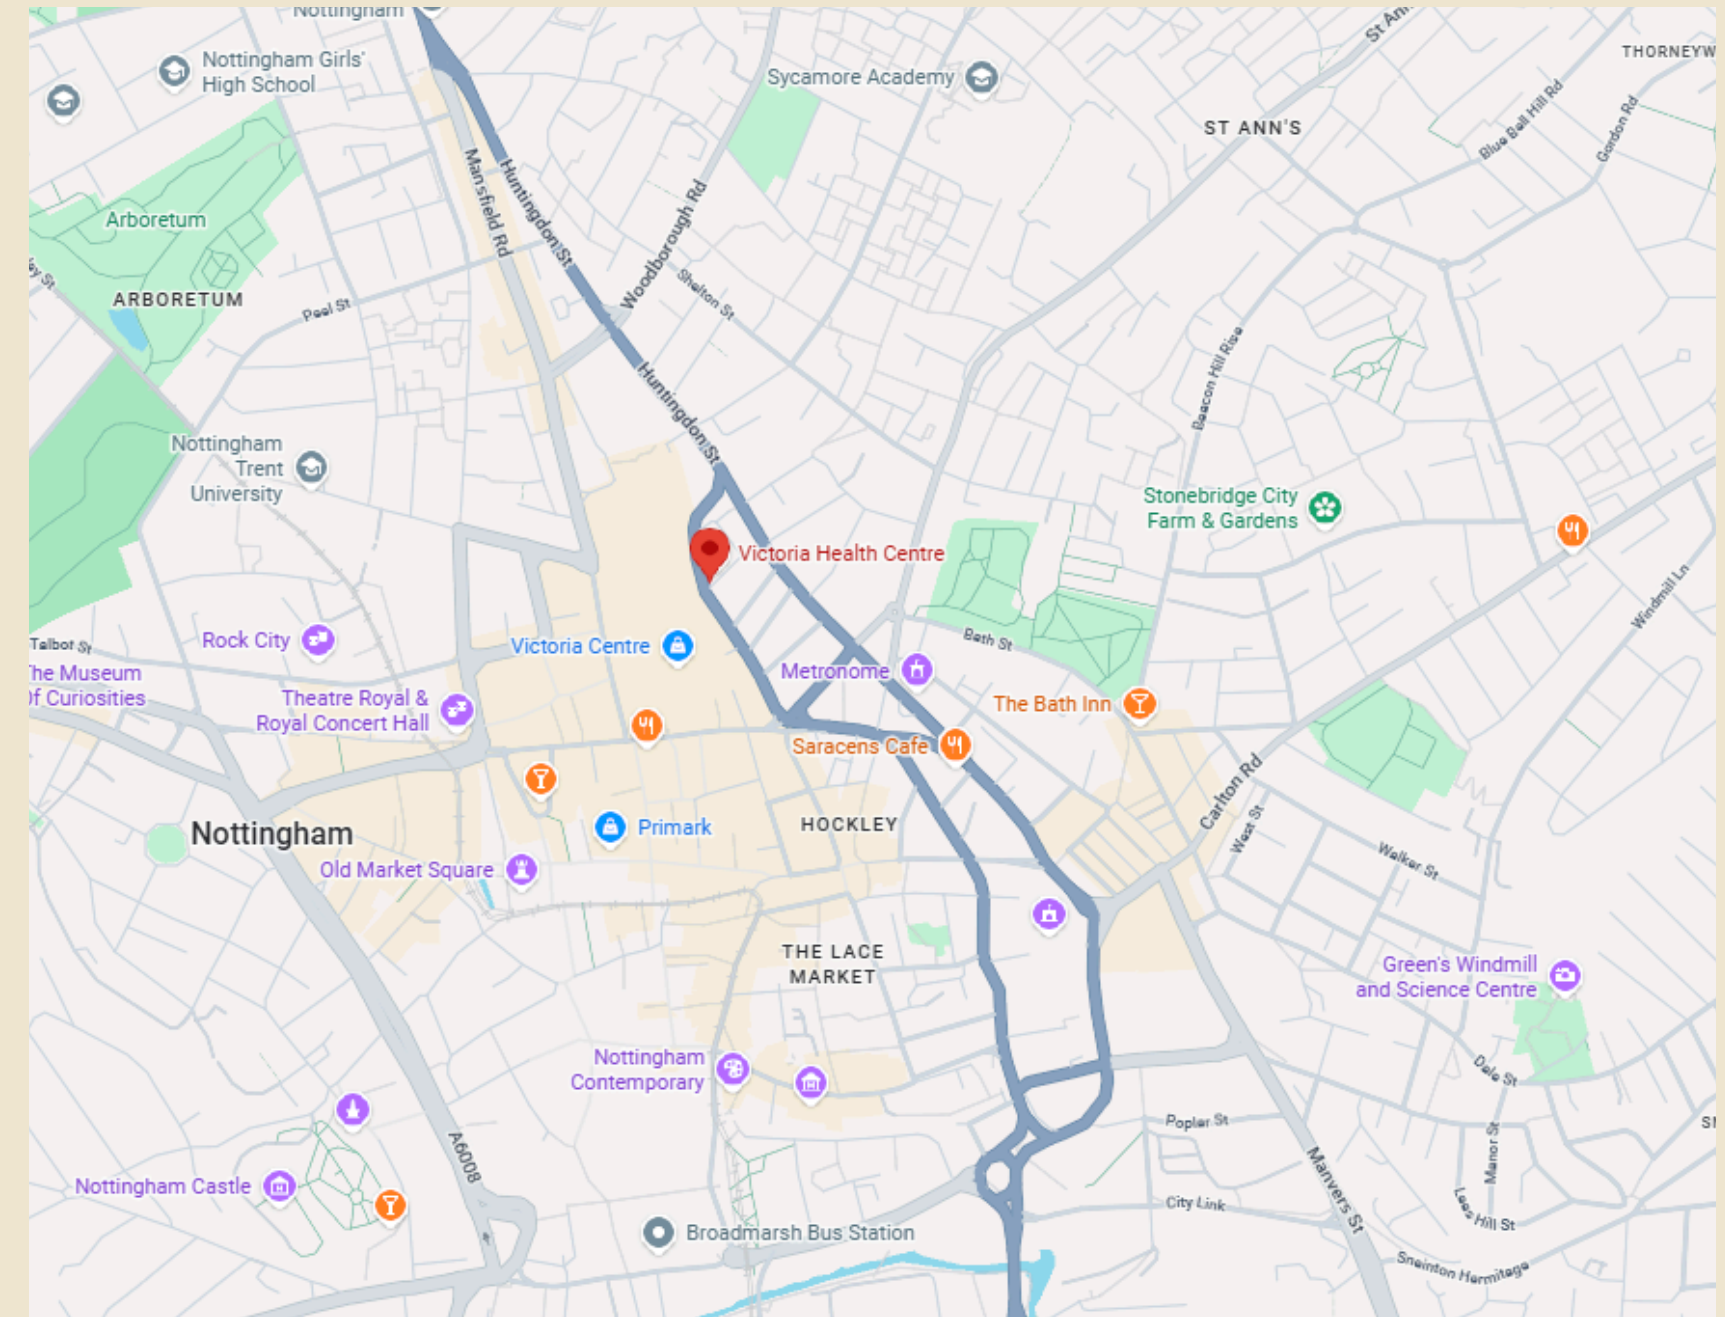 Nottingham
Nottingham Girls'
High School
Sycamore Academy
St Ann
THORNEYW
ST ANN'S
Blue Bell Hill Rd
Gordon Rd
Mansfield Rd
Huntingdon St
Woodborough Rd
Arboretum
ARBORETUM
Peel St
Shelton St
Huntingdon St
Beacon Hill Rise
Nottingham
Trent
University
Stonebridge City
Farm & Gardens
Victoria Health Centre
Windmill Ln
Talbot St
Rock City
Victoria Centre
Bath St
The Museum
Of Curiosities
Metronome
Theatre Royal &
Royal Concert Hall
The Bath Inn
Saracens Cafe
Carlton Rd
Nottingham
Primark
HOCKLEY
West St
Walker St
Old Market Square
THE LACE
MARKET
Green's Windmill
and Science Centre
Nottingham
Contemporary
Dale St
A6008
Poplar St
Manor St
Manvers St
Nottingham Castle
City Link
Lees Hill St
Broadmarsh Bus Station
Sneinton Hermitage